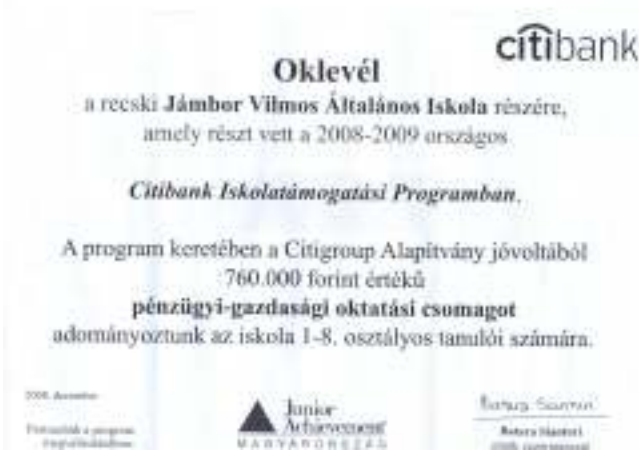 citibank
Oklevél
a recski Jámbor Vilmos Általános Iskola részére,
amely részt vett a 2008-2009 országos
Citibank Iskolatámogatási Programban.
A program keretében a Citigroup Alapítvány jóvoltából
760.000 forint értékű
pénzügyi-gazdasági oktatási csomagot
adományoztunk az iskola 1-8. osztályos tanulói számára.
2008. december
Junior
Achievement
MAGYARORSZÁG